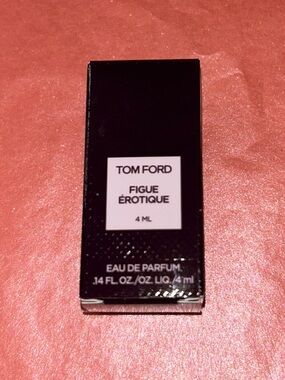 TOM FORD
FIGUE
ÉROTIQUE
4 ML
EAU DE PARFUM
.14 FL. OZ./OZ. LIQ./4 ml